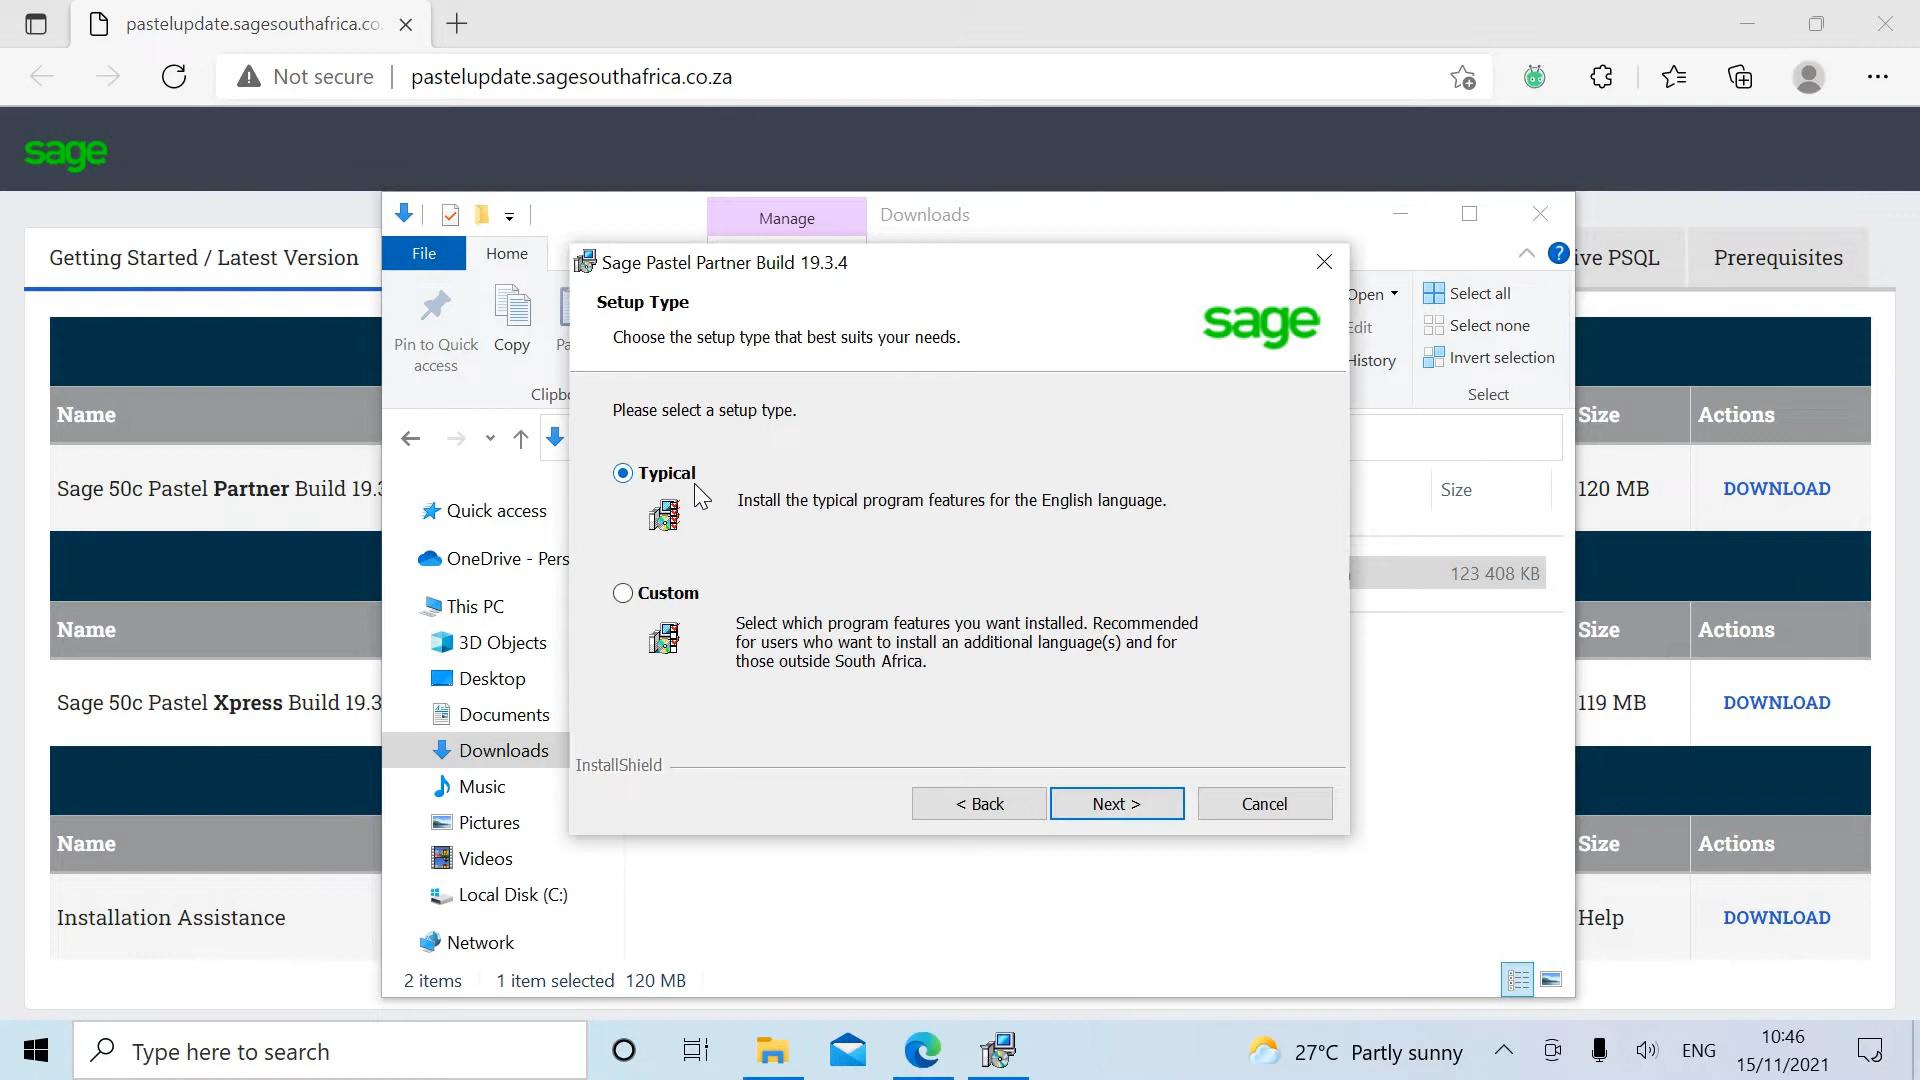 pastelupdate.sagesouthafrica.co.
Not secure
pastelupdate.sagesouthafrica.co.za
sage
Getting Started / Latest Version
ive PSQL
Prerequisites
Manage
Downloads
File
Home
Pin to Quick
access
Copy
Pa
Clipb
Open
Edit
History
Select all
Select none
Invert selection
Select
Sage Pastel Partner Build 19.3.4
Setup Type
Choose the setup type that best suits your needs.
sage
Please select a setup type.
Typical
Install the typical program features for the English language.
Custom
Select which program features you want installed. Recommended
for users who want to install an additional language(s) and for
those outside South Africa.
InstallShield
< Back
Next >
Cancel
Quick access
OneDrive - Pers
This PC
3D Objects
Desktop
Documents
Downloads
Music
Pictures
Videos
Local Disk (C:)
Network
Size
123 408 KB
2 items
1 item selected
120 MB
Name
Size
Actions
Sage 50c Pastel Partner Build 19.3
120 MB
DOWNLOAD
Name
Size
Actions
Sage 50c Pastel Xpress Build 19.3
119 MB
DOWNLOAD
Name
Size
Actions
Installation Assistance
Help
DOWNLOAD
Type here to search
27°C Partly sunny
ENG
10:46
15/11/2021